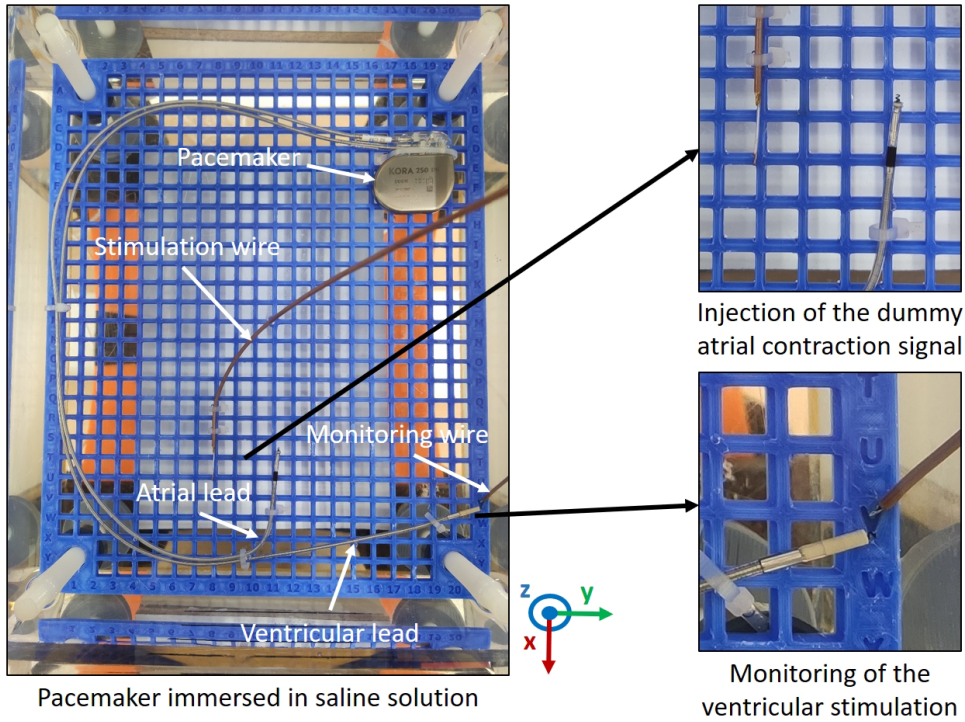 Pacemaker
KORA 250
Stimulation wire
Monitoring wire
Atrial lead
Ventricular lead
Pacemaker immersed in saline solution
z
y
x
Injection of the dummy
atrial contraction signal
U
V
W
Y
Monitoring of the
ventricular stimulation